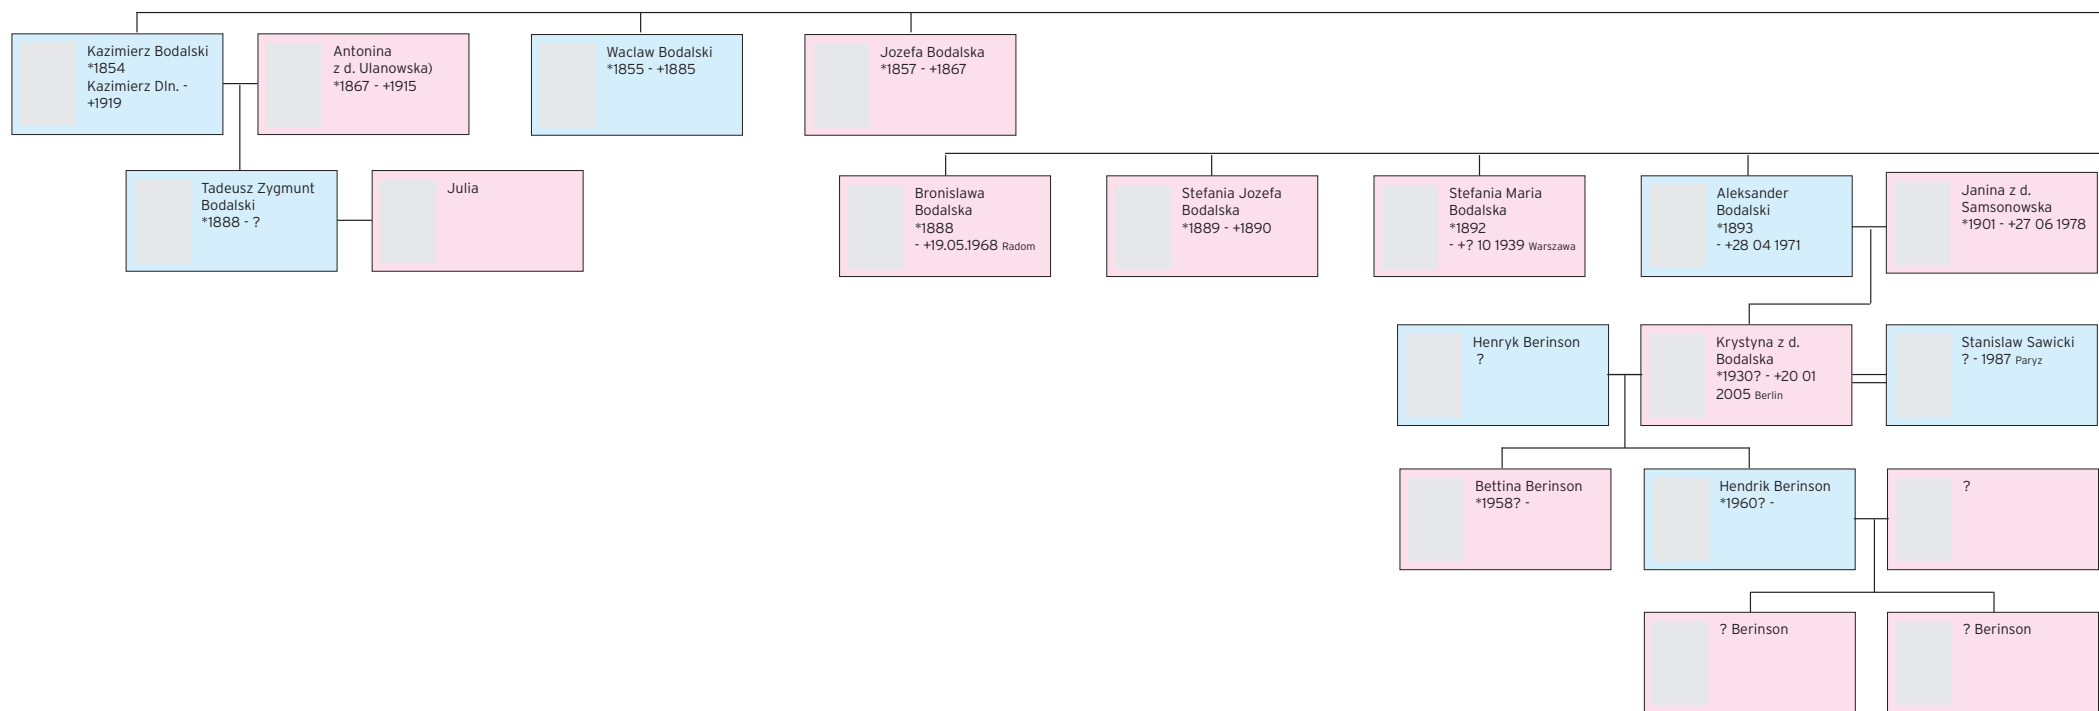 Kazimierz Bodalski
*1854
Kazimierz Dln. -
+1919
Antonina
z d. Ulanowska)
*1867 - +1915
Waclaw Bodalski
*1855 - +1885
Jozefa Bodalska
*1857 - +1867
Tadeusz Zygmunt
Bodalski
*1888 - ?
Julia
Bronislawa
Bodalska
*1888
- +19.05.1968 Radom
Stefania Jozefa
Bodalska
*1889 - +1890
Stefania Maria
Bodalska
*1892
- +? 10 1939 Warszawa
Aleksander
Bodalski
*1893
- +28 04 1971
Janina z d.
Samsonowska
*1901 - +27 06 1978
Henryk Berinson
?
Krystyna z d.
Bodalska
*1930? - +20 01
2005 Berlin
Stanislaw Sawicki
? - 1987 Paryz
Bettina Berinson
*1958? -
Hendrik Berinson
*1960? -
?
? Berinson
? Berinson